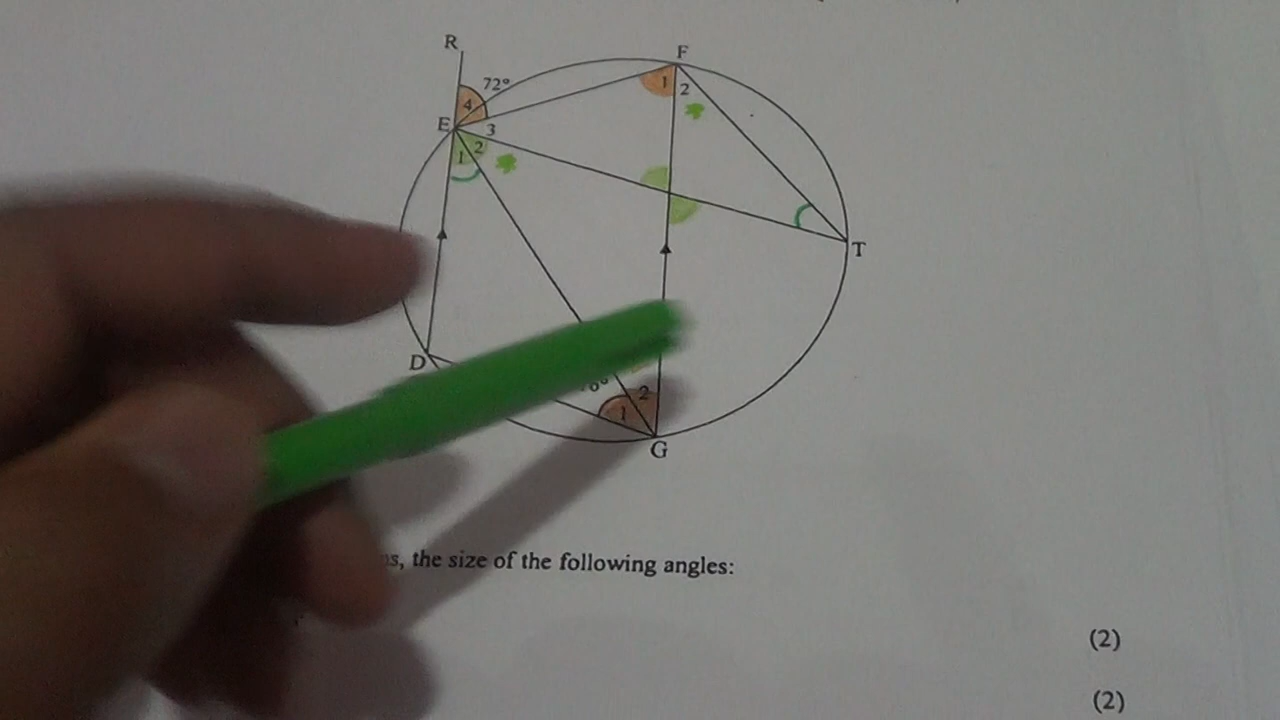 R
F
72°
4
1
2
E
3
2
1
T
D
2
1
G
the size of the following angles:
(2)
(2)